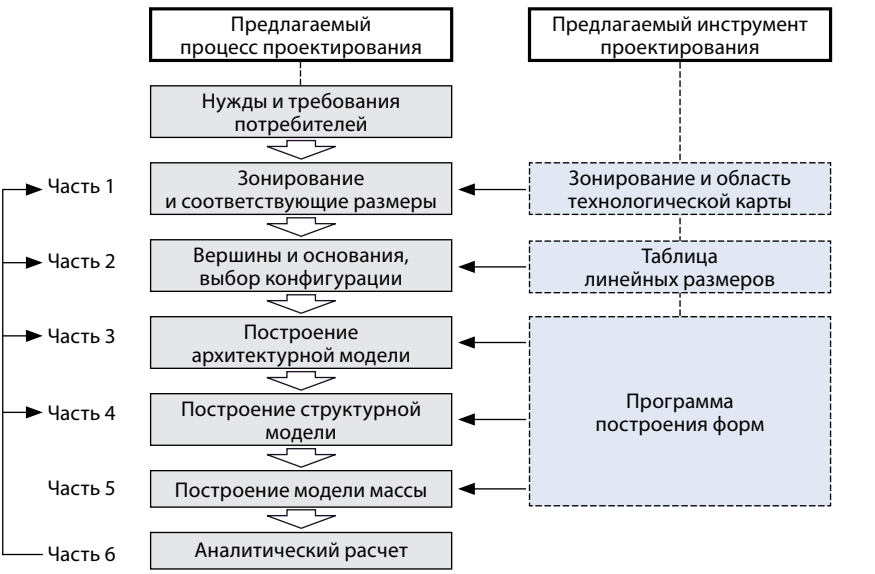 Предлагаемый
процесс проектирования
Предлагаемый инструмент
проектирования
Нужды и требования
потребителей
Часть 1
Зонирование
и соответствующие размеры
Зонирование и область
технологической карты
Часть 2
Вершины и основания,
выбор конфигурации
Таблица
линейных размеров
Часть 3
Построение
архитектурной модели
Часть 4
Построение структурной
модели
Программа
построения форм
Часть 5
Построение модели массы
Часть 6
Аналитический расчет